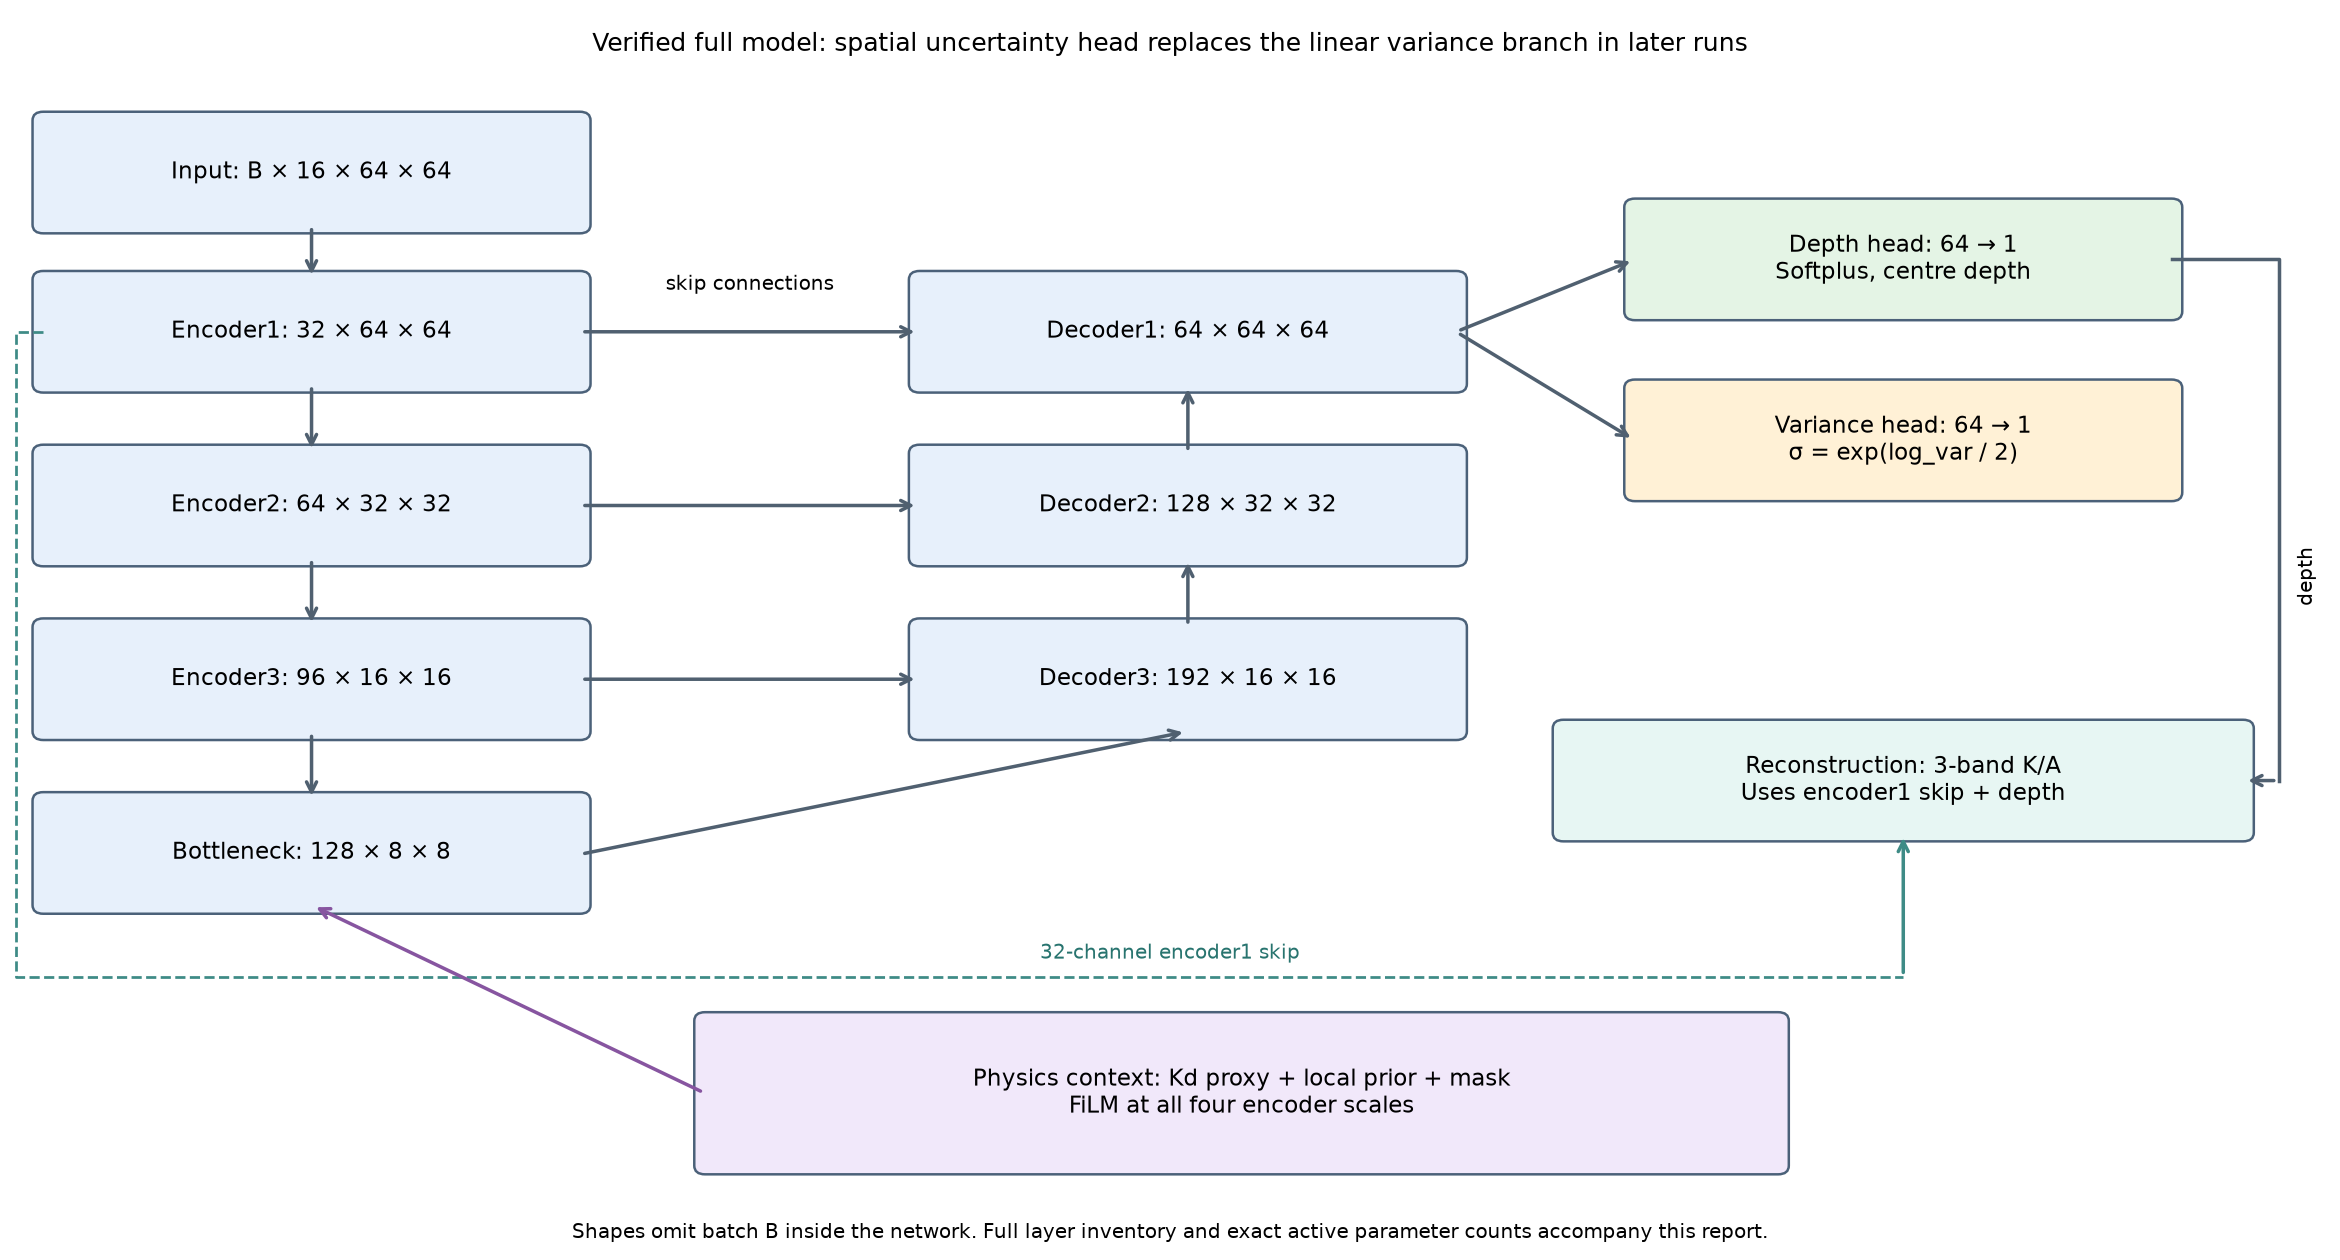 Verified full model: spatial uncertainty head replaces the linear variance branch in later runs
Input: B × 16 × 64 × 64
Encoder1: 32 × 64 × 64
skip connections
Decoder1: 64 × 64 × 64
Depth head: 64 → 1
Softplus, centre depth
Variance head: 64 → 1
σ = exp(log_var / 2)
Encoder2: 64 × 32 × 32
Decoder2: 128 × 32 × 32
depth
Encoder3: 96 × 16 × 16
Decoder3: 192 × 16 × 16
Reconstruction: 3-band K/A
Uses encoder1 skip + depth
Bottleneck: 128 × 8 × 8
32-channel encoder1 skip
Physics context: Kd proxy + local prior + mask
FiLM at all four encoder scales
Shapes omit batch B inside the network. Full layer inventory and exact active parameter counts accompany this report.